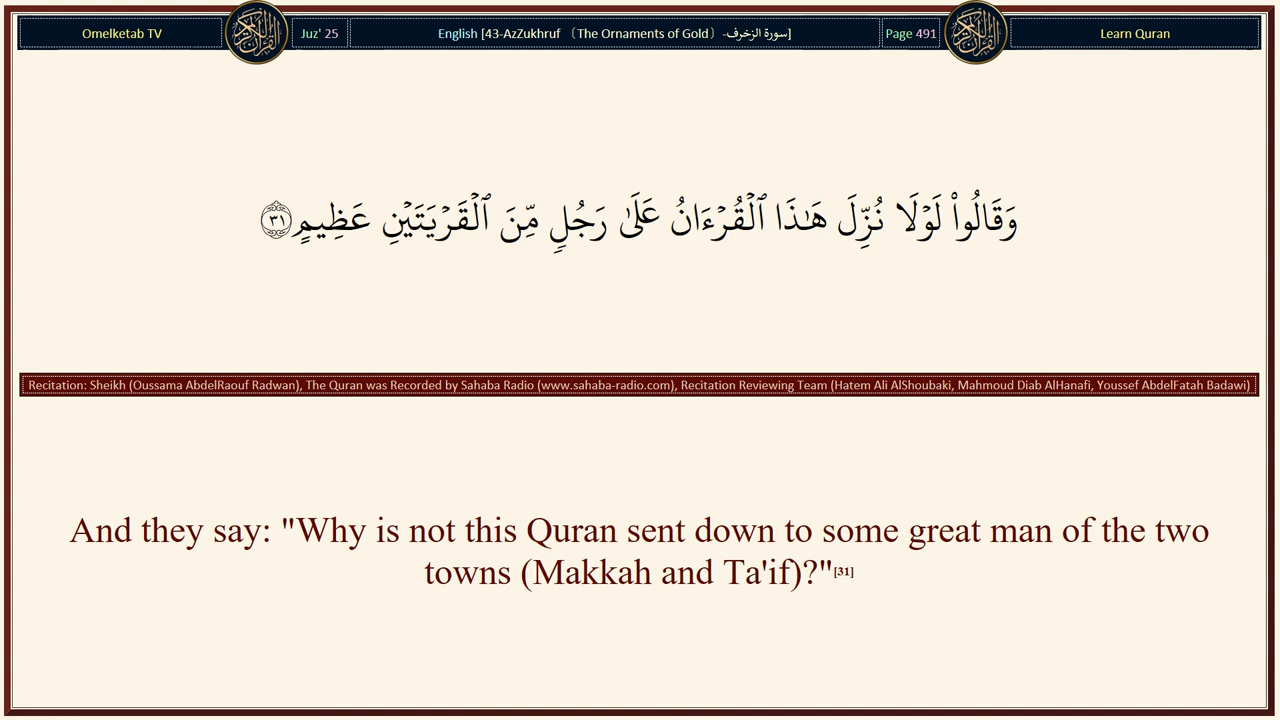 Omelketab TV
Juz' 25
English [43-AzZukhruf （The Ornaments of Gold） -سورة الزخرف]
Page 491
Learn Quran
وَقَالُوا۟ لَوْلَا نُزِّلَ هَٰذَا ٱلْقُرْءَانُ عَلَىٰ رَجُلٍ مِّنَ ٱلْقَرْيَتَيْنِ عَظِيمٍ ٣١
Recitation: Sheikh (Oussama AbdelRaouf Radwan), The Quran was Recorded by Sahaba Radio (www.sahaba-radio.com), Recitation Reviewing Team (Hatem Ali AlShoubaki, Mahmoud Diab AlHanafi, Youssef AbdelFatah Badawi)
And they say: "Why is not this Quran sent down to some great man of the two
towns (Makkah and Ta'if)?"[31]